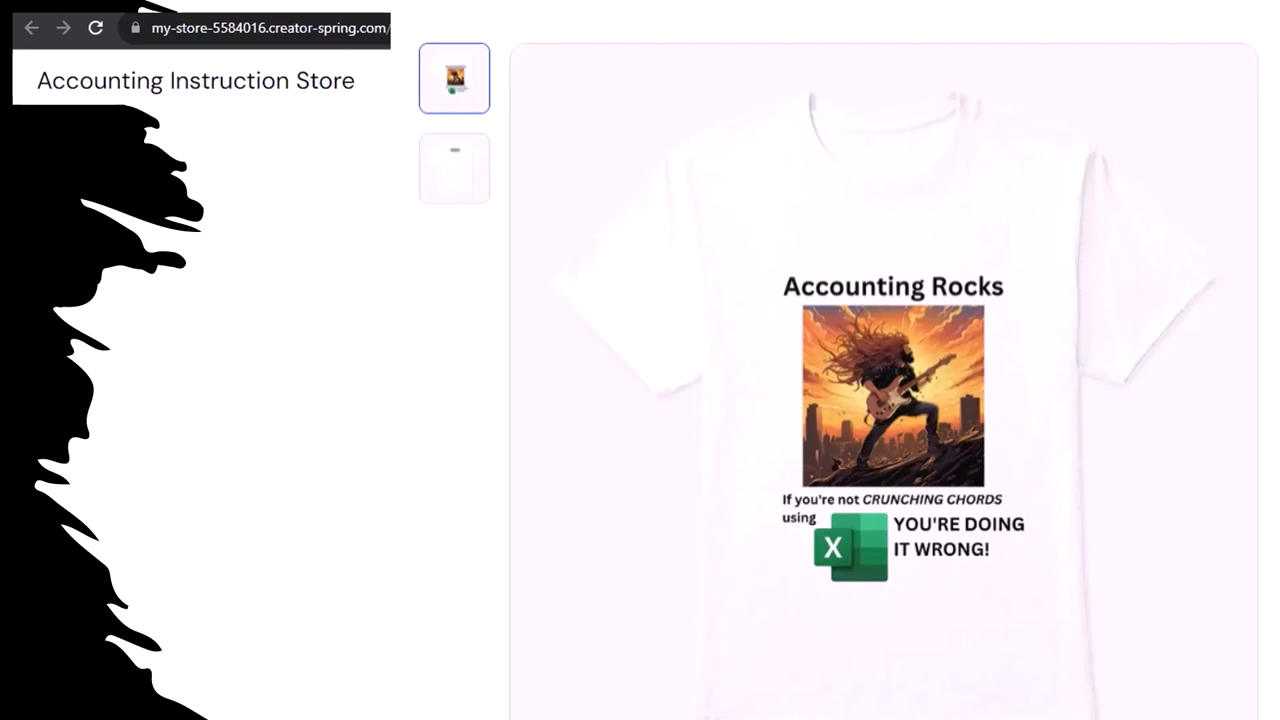 my-store-5584016.creator-spring.com/
Accounting Instruction Store
Accounting Rocks
If you're not CRUNCHING CHORDS
using
X
YOU'RE DOING
IT WRONG!